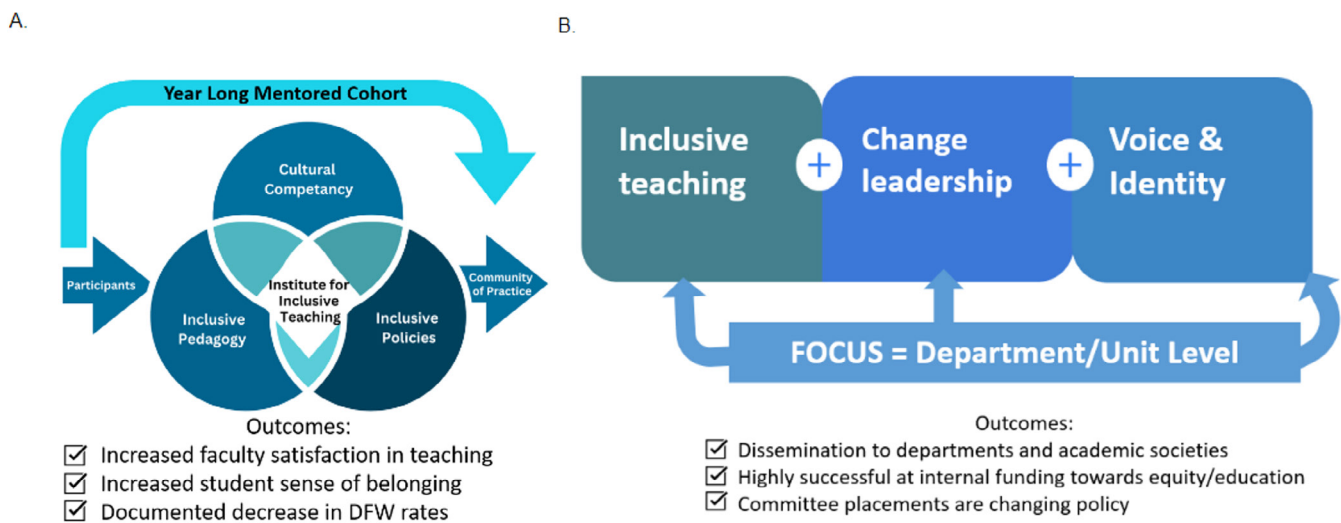 A.
Year Long Mentored Cohort
Cultural
Competancy
Participants
Institute for
Inclusive
Teaching
Community
of Practice
Inclusive
Pedagogy
Inclusive
Policies
Outcomes:
Increased faculty satisfaction in teaching
Increased student sense of belonging
Documented decrease in DFW rates
B.
Inclusive
teaching
+
Change
leadership
+
Voice &
Identity
FOCUS = Department/Unit Level
Outcomes:
Dissemination to departments and academic societies
Highly successful at internal funding towards equity/education
Committee placements are changing policy